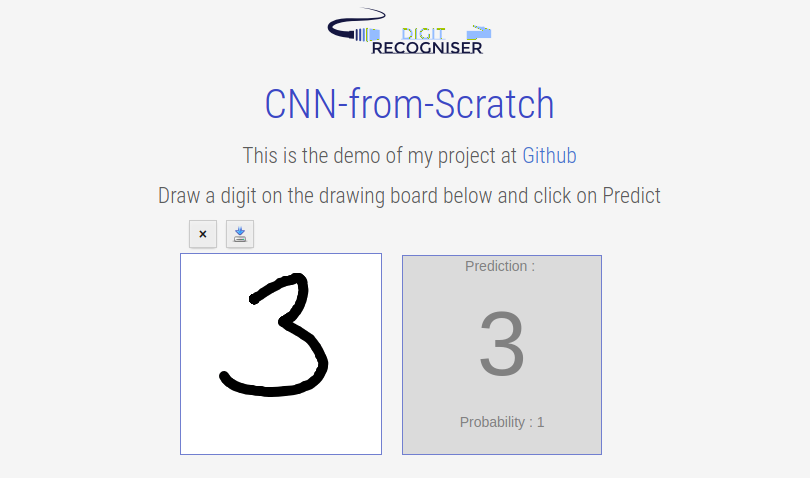 DIGIT
RECOGNISER
CNN-from-Scratch
This is the demo of my project at Github
Draw a digit on the drawing board below and click on Predict
×
3
Prediction :
3
Probability : 1